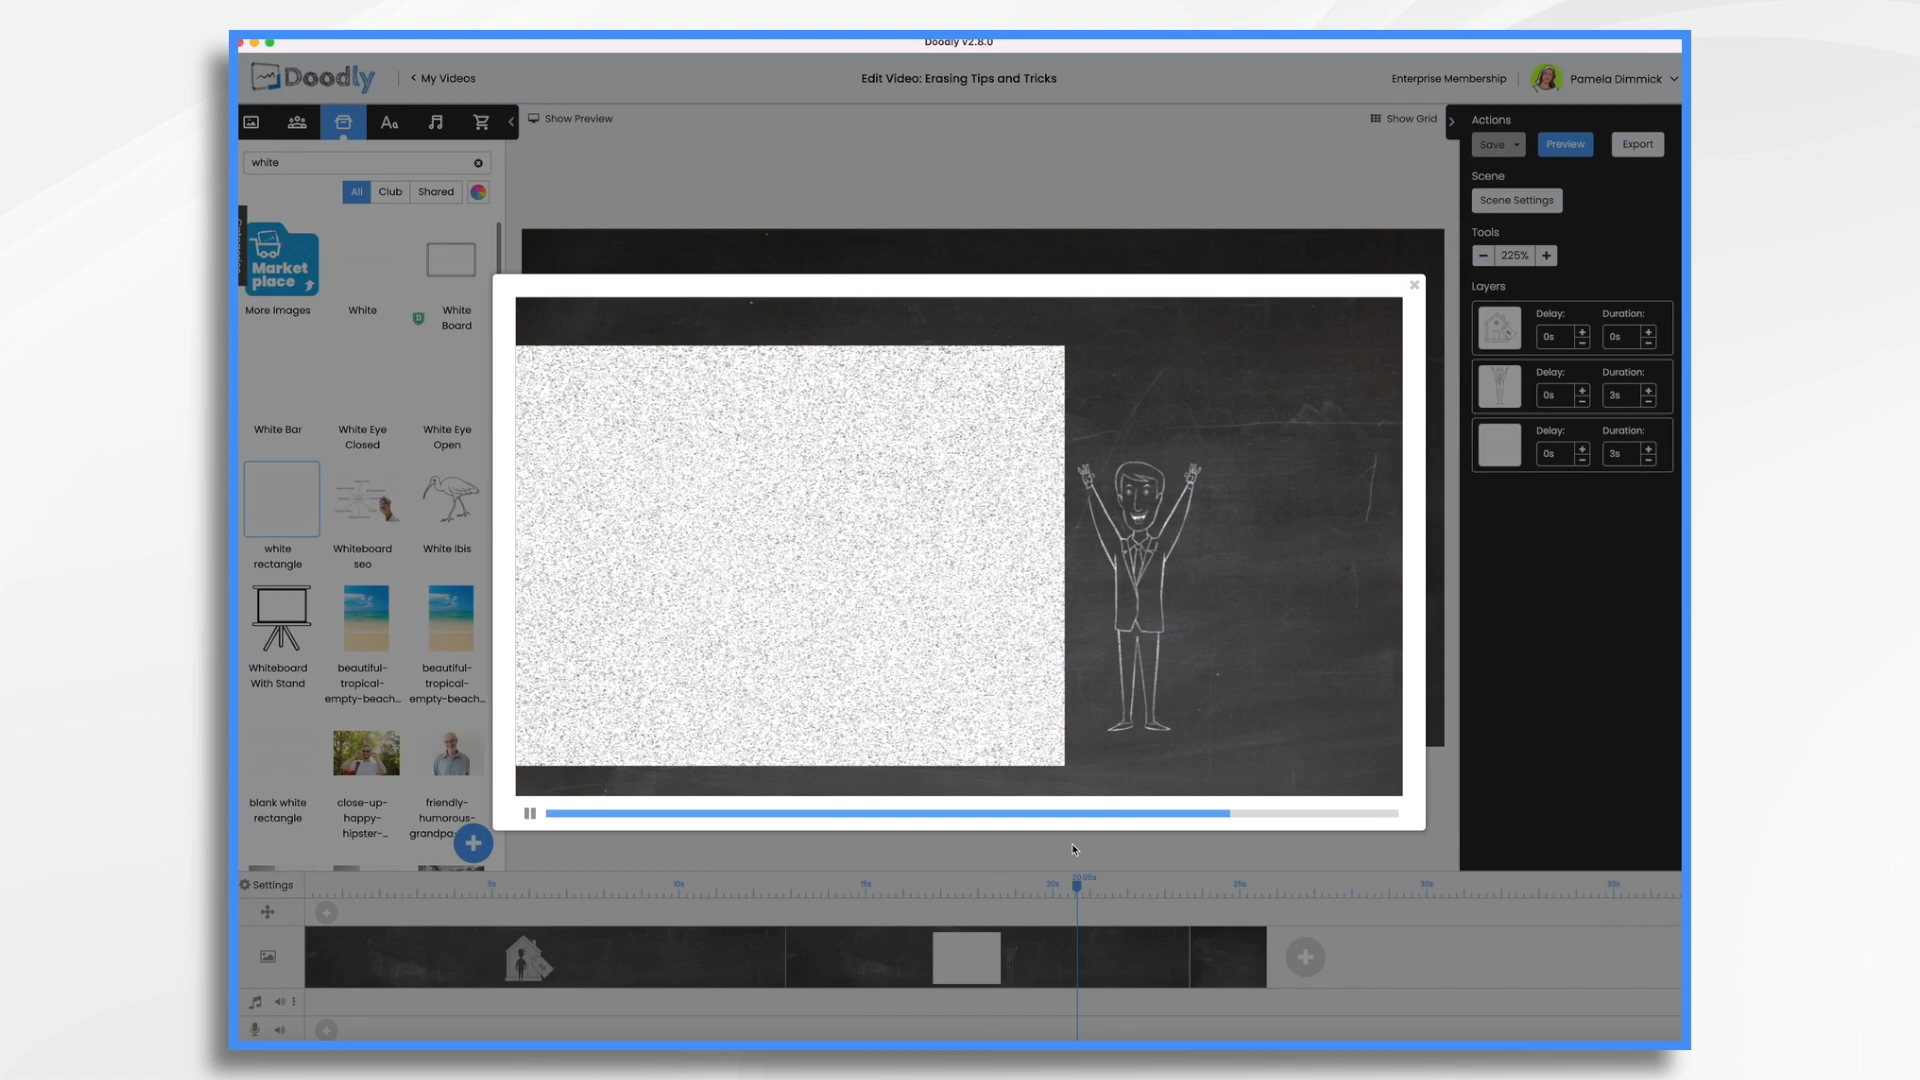 Doodly v2.8.0
Doodly
< My Videos
Edit Video: Erasing Tips and Tricks
Enterprise Membership
Pamela Dimmick
Show Preview
Show Grid
Actions
Save
Preview
Export
Scene
Scene Settings
Tools
225%
Layers
Delay:
Duration:
0s
0s
Delay:
Duration:
0s
3s
Delay:
Duration:
0s
3s
white
All
Club
Shared
Market
place
More Images
White
White
Board
White Bar
White Eye
Closed
White Eye
Open
white
rectangle
Whiteboard
seo
White Ibis
Whiteboard
With Stand
beautiful-
tropical-
empty-beach...
beautiful-
tropical-
empty-beach...
blank white
rectangle
close-up-
happy-
hipster-...
friendly-
humorous-
Settings
5s
10s
15s
20s
20.05s
25s
30s
35s